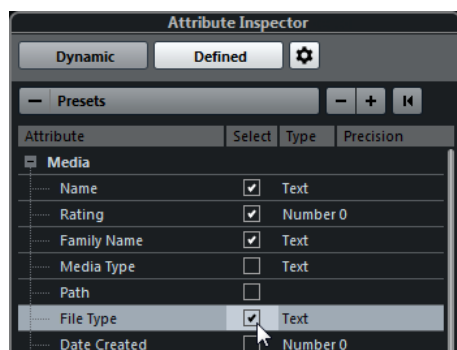 Attribute Inspector
Dynamic Defined
Presets
Attribute Select Type Precision
Media
Name Text
Rating Number 0
Family Name Text
Media Type Text
Path
File Type Text
Date Created Number 0